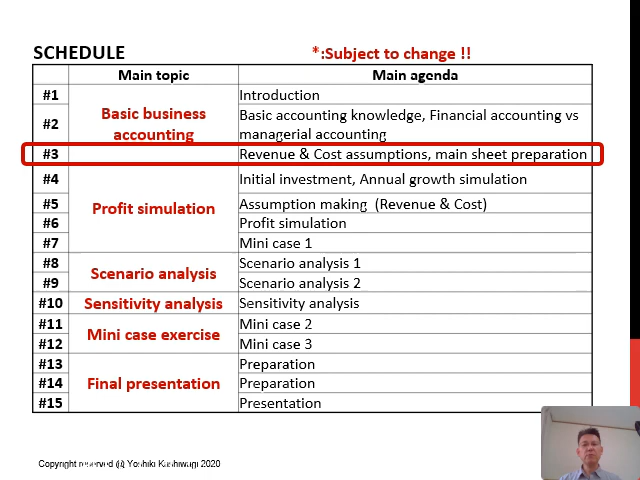 SCHEDULE
*:Subject to change !!
Main topic Main agenda
#1 Introduction
Basic business accounting
#2 Basic accounting knowledge, Financial accounting vs
managerial accounting
#3 Revenue & Cost assumptions, main sheet preparation
#4 Initial investment, Annual growth simulation
#5 Assumption making (Revenue & Cost)
Profit simulation
#6 Profit simulation
#7 Mini case 1
#8 Scenario analysis 1
Scenario analysis
#9 Scenario analysis 2
#10 Sensitivity analysis Sensitivity analysis
#11 Mini case 2
Mini case exercise
#12 Mini case 3
#13 Preparation
#14 Final presentation Preparation
#15 Presentation
Copyright reserved @ Yoshiki Kashiwagi 2020